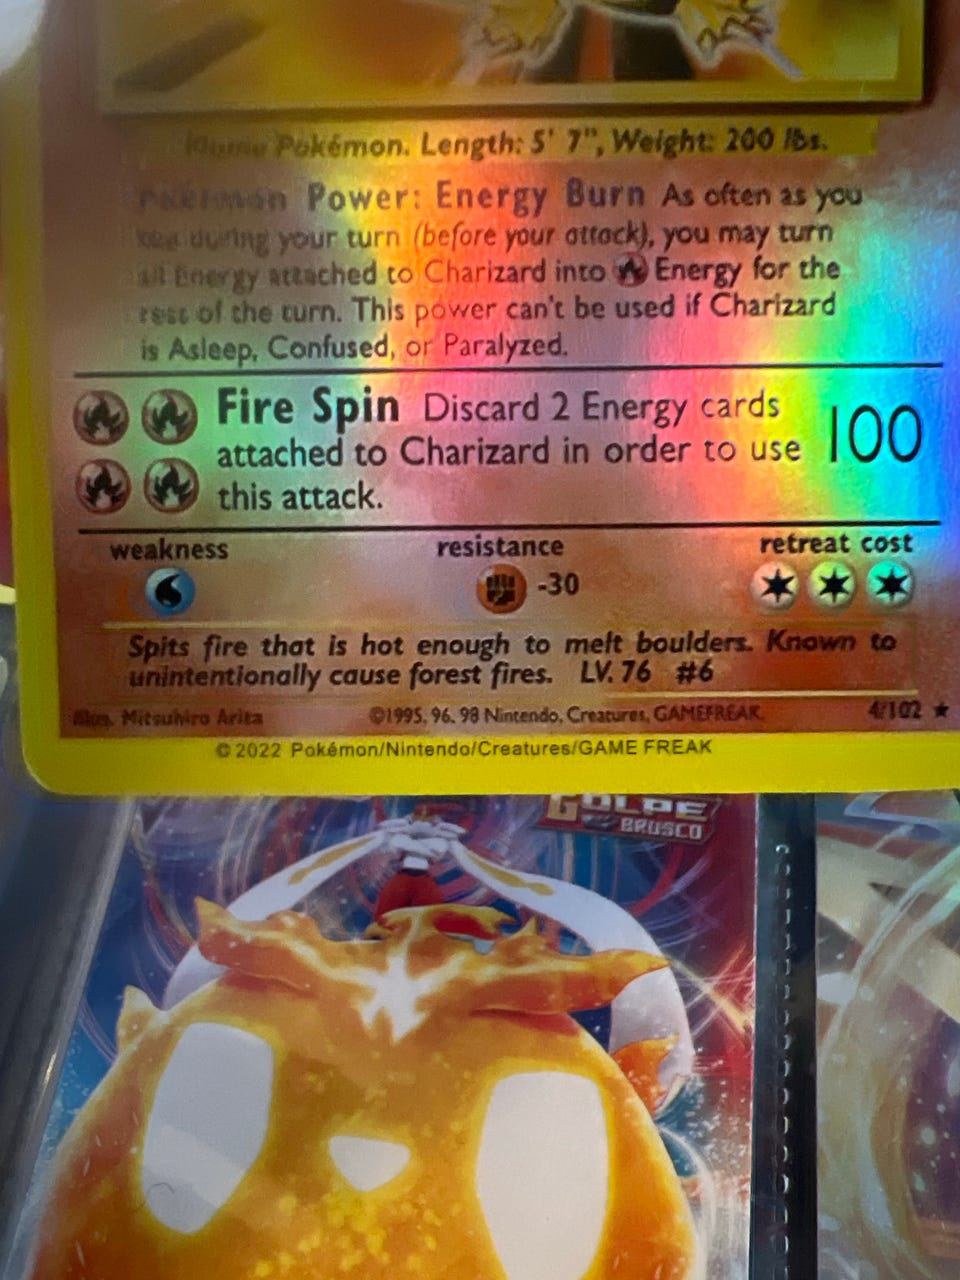 Pokémon. Length: 5' 7", Weight: 200 lbs.
Pokémon Power: Energy Burn As often as you
during your turn (before your attack), you may turn
all Energy attached to Charizard into Energy for the
rest of the turn. This power can't be used if Charizard
is Asleep, Confused, or Paralyzed.
Fire Spin Discard 2 Energy cards
attached to Charizard in order to use
this attack.
100
weakness resistance retreat cost
-30
Spits fire that is hot enough to melt boulders. Known to
unintentionally cause forest fires. LV. 76 #6
Illus. Mitsuhiro Arita ©1995, 96, 98 Nintendo, Creatures, GAMEFREAK. 4/102 ★
© 2022 Pokémon/Nintendo/Creatures/GAME FREAK
GOLPE
BRUSCO